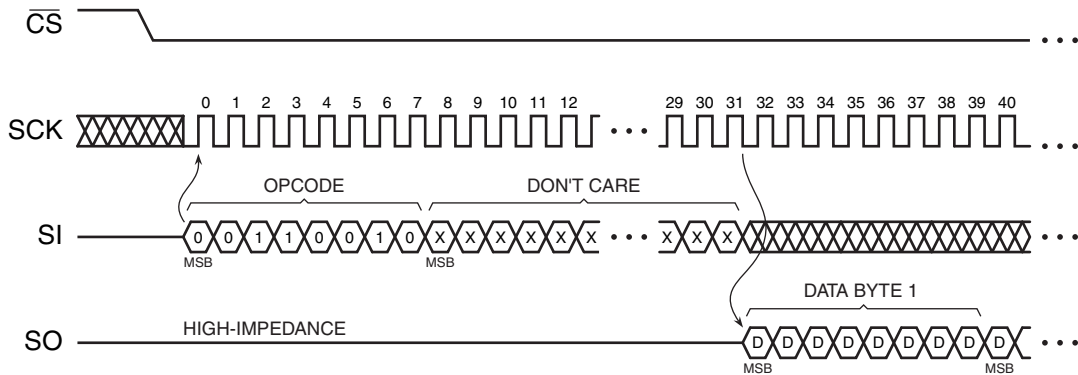 CS
SCK
0 1 2 3 4 5 6 7 8 9 10 11 12 29 30 31 32 33 34 35 36 37 38 39 40
OPCODE DON'T CARE
SI 0 0 1 1 0 0 1 0 X X X X X X X X X
MSB MSB
DATA BYTE 1
HIGH-IMPEDANCE
SO D D D D D D D D D
MSB MSB